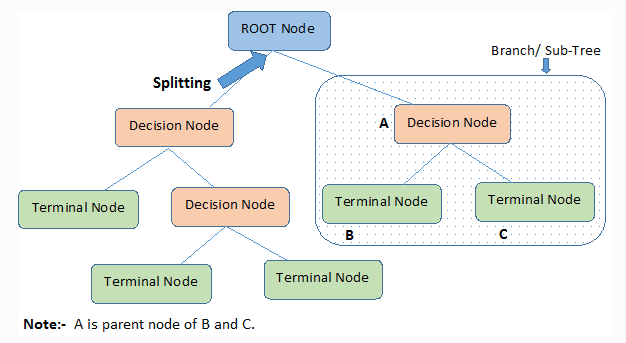 ROOT Node
Branch/ Sub-Tree
Splitting
Decision Node
A
Decision Node
Terminal Node
Decision Node
Terminal Node
Terminal Node
B
C
Terminal Node
Terminal Node
Note:- A is parent node of B and C.